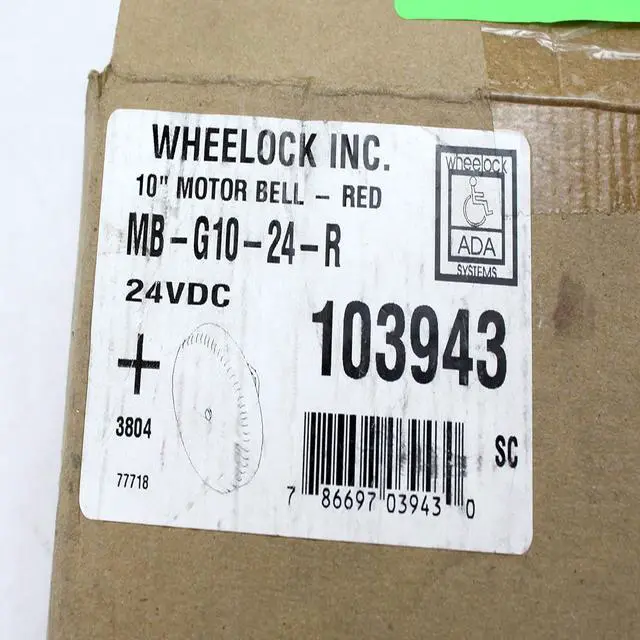 WHEELOCK INC.
10" MOTOR BELL - RED
MB-G10-24-R
24VDC
wheelock
ADA
SYSTEMS
103943
+
3804
77718
SC
7 86697 03943 0